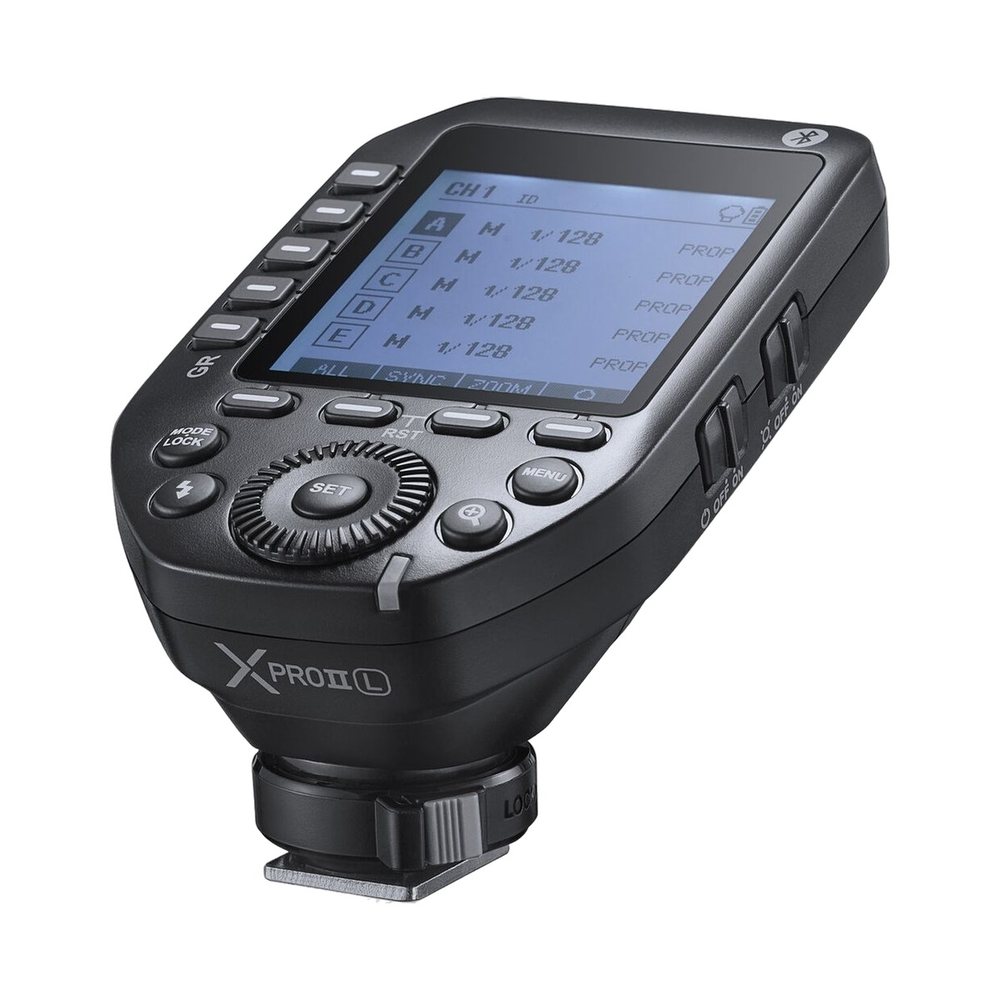 CH1 ID
A M 1/128 PROP
B M 1/128 PROP
C M 1/128 PROP
D M 1/128 PROP
E M 1/128 PROP
ALL SYNC ZOOM
GR
RST
MODE
LOCK
SET
MENU
OFF ON
OFF ON
X PROII L
LOCK